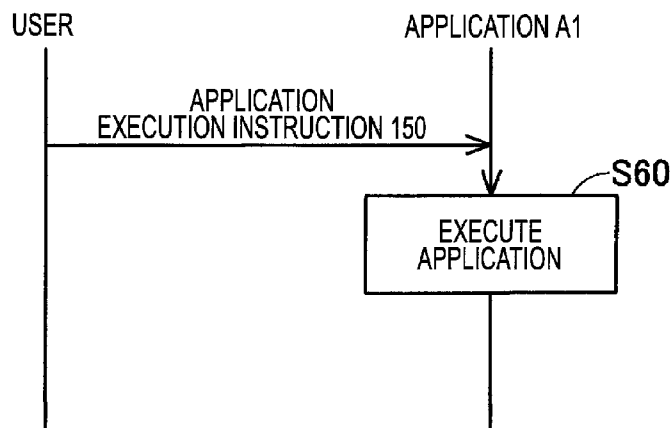 USER
APPLICATION A1
APPLICATION
EXECUTION INSTRUCTION 150
S60
EXECUTE
APPLICATION